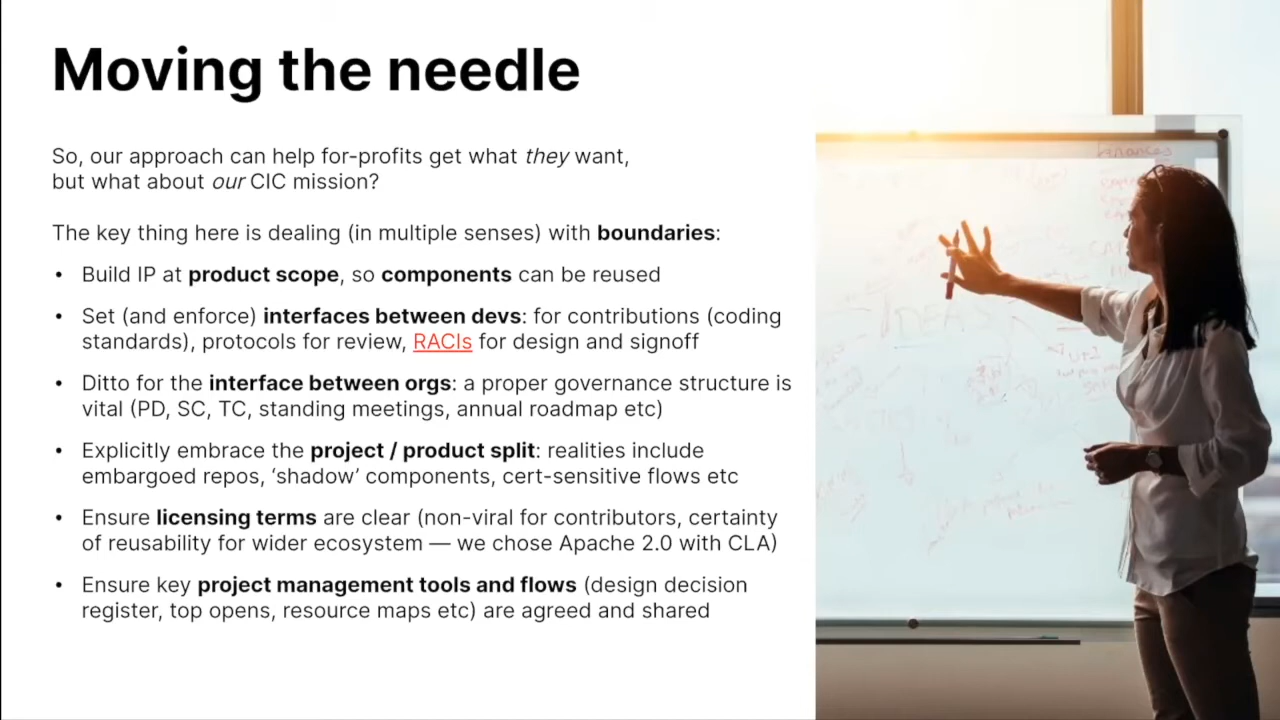 Moving the needle
So, our approach can help for-profits get what they want,
but what about our CIC mission?
The key thing here is dealing (in multiple senses) with boundaries:
• Build IP at product scope, so components can be reused
• Set (and enforce) interfaces between devs: for contributions (coding
standards), protocols for review, RACIs for design and signoff
• Ditto for the interface between orgs: a proper governance structure is
vital (PD, SC, TC, standing meetings, annual roadmap etc)
• Explicitly embrace the project / product split: realities include
embargoed repos, ‘shadow’ components, cert-sensitive flows etc
• Ensure licensing terms are clear (non-viral for contributors, certainty
of reusability for wider ecosystem — we chose Apache 2.0 with CLA)
• Ensure key project management tools and flows (design decision
register, top opens, resource maps etc) are agreed and shared
IDEAS